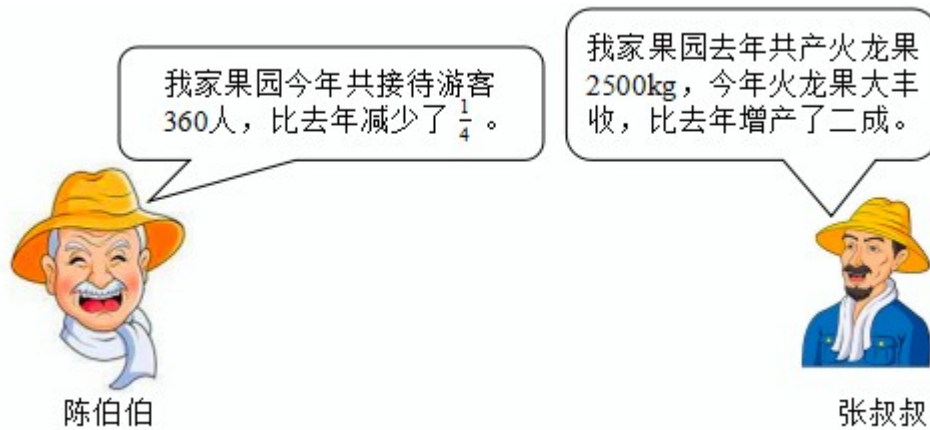 我家果园今年共接待游客
360人，比去年减少了 1/4 。
我家果园去年共产火龙果
2500kg，今年火龙果大丰
收，比去年增产了二成。
陈伯伯
张叔叔